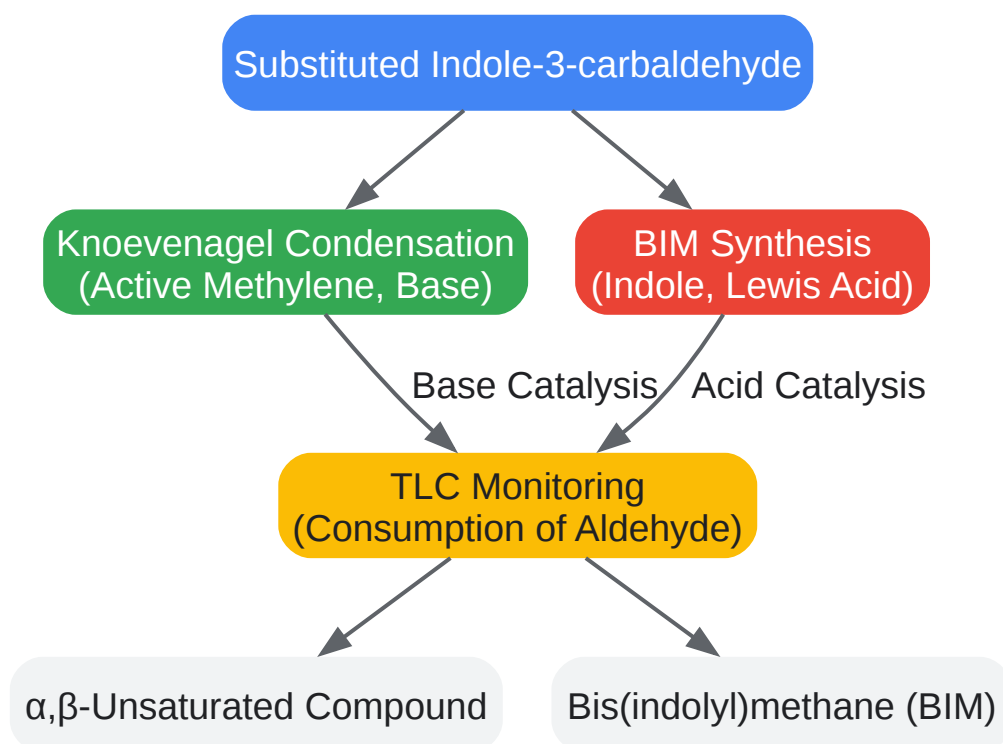 Substituted Indole-3-carbaldehyde
Knoevenagel Condensation
(Active Methylene, Base)
BIM Synthesis
(Indole, Lewis Acid)
Base Catalysis
Acid Catalysis
TLC Monitoring
(Consumption of Aldehyde)
α,β-Unsaturated Compound
Bis(indolyl)methane (BIM)